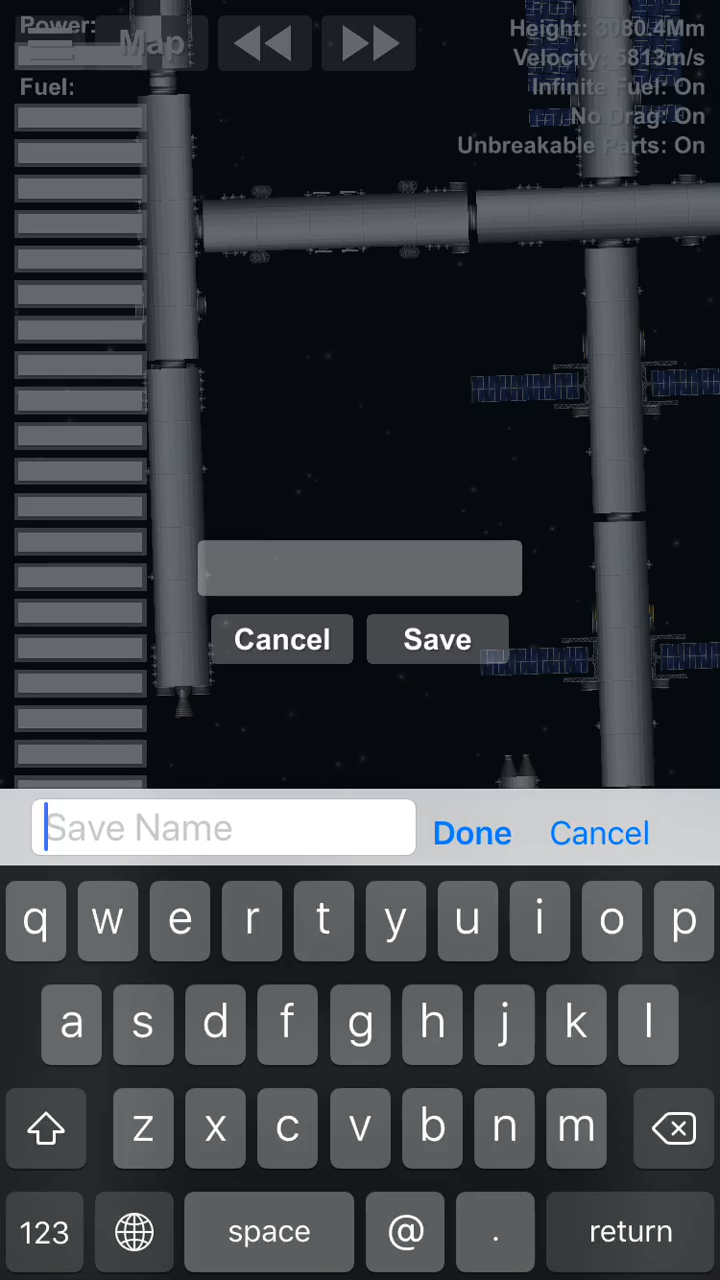 Power:
Map
Height: 3080.4Mm
Velocity: 5813m/s
Fuel:
Infinite Fuel: On
No Drag: On
Unbreakable Parts: On
Cancel Save
Save Name Done Cancel
q w e r t y u i o p
a s d f g h j k l
z x c v b n m
123 space @ . return